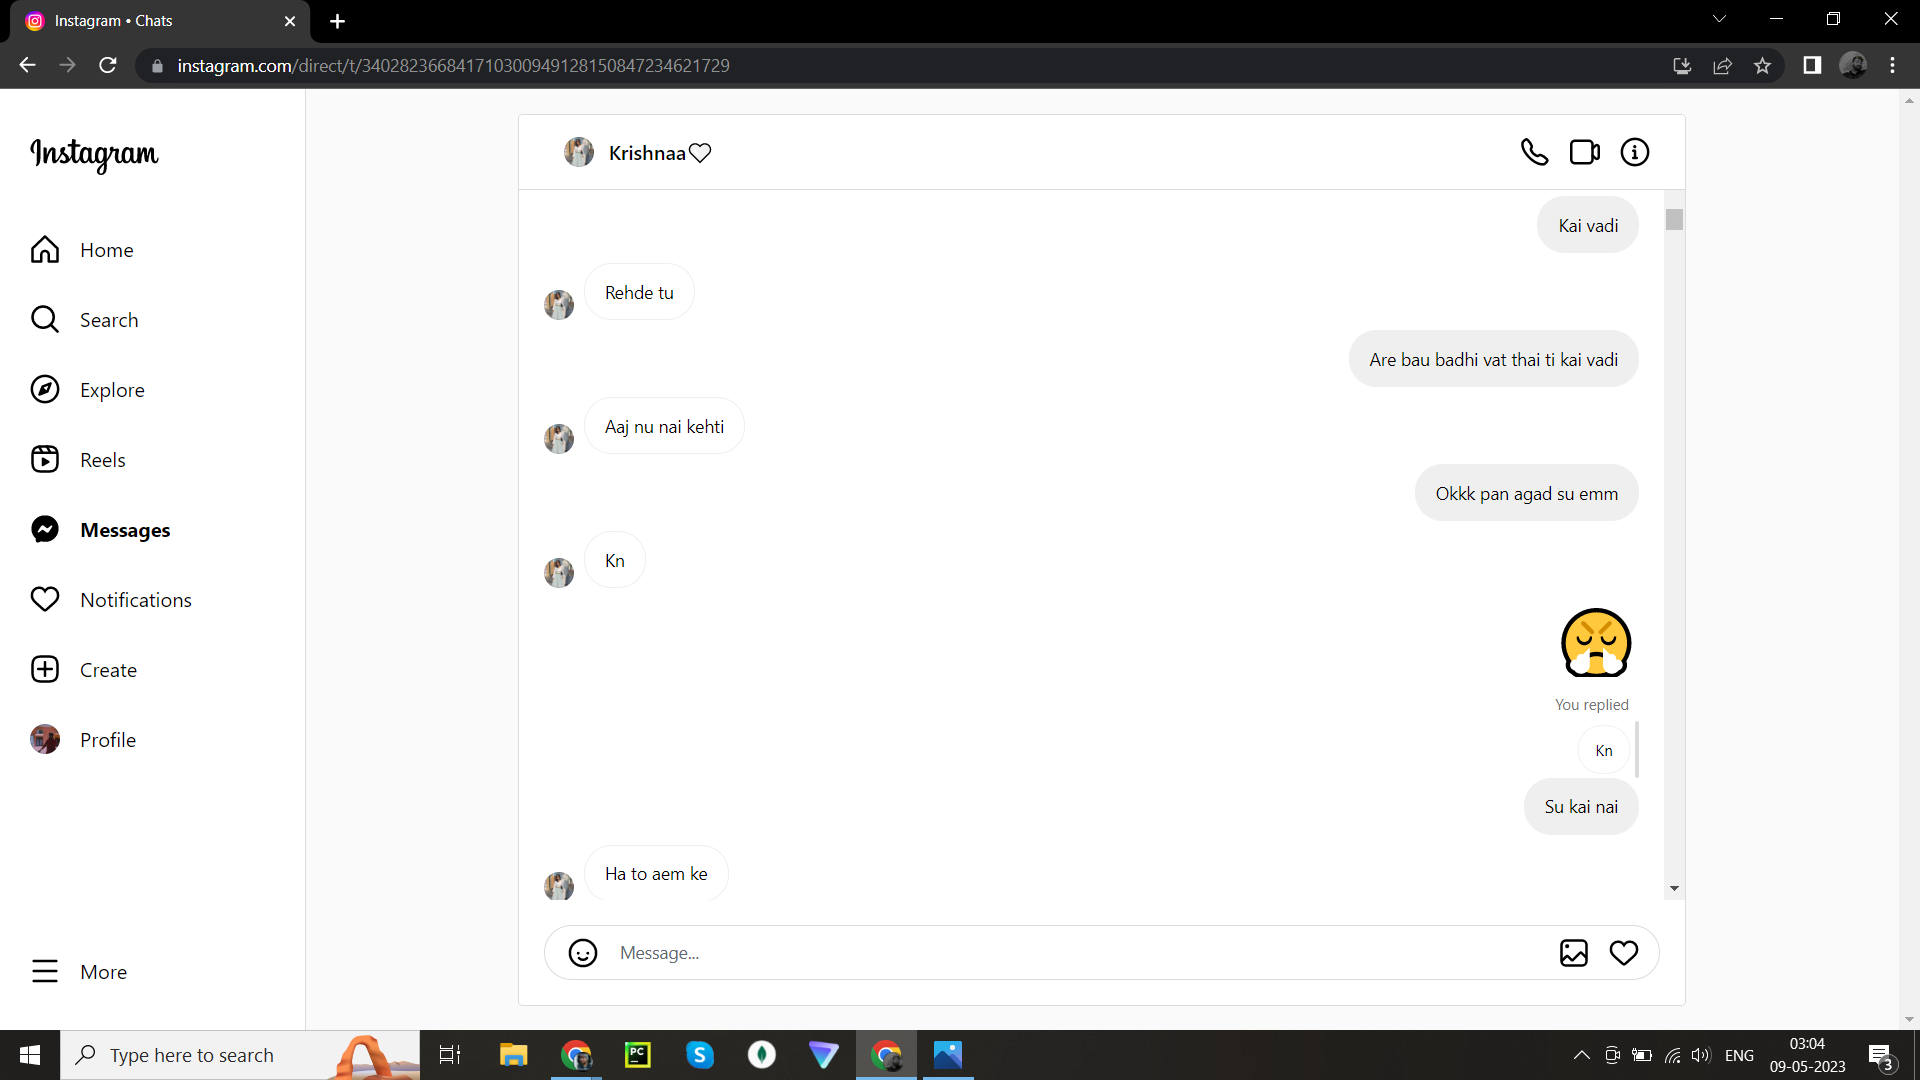 Instagram • Chats
instagram.com/direct/t/340282366841710300949128150847234621729
Instagram
Home
Search
Explore
Reels
Messages
Notifications
Create
Profile
More
Krishnaa♡
Kai vadi
Rehde tu
Are bau badhi vat thai ti kai vadi
Aaj nu nai kehti
Okkk pan agad su emm
Kn
You replied
Kn
Su kai nai
Ha to aem ke
Message...
Type here to search
PC
S
ENG
03:04
09-05-2023
3